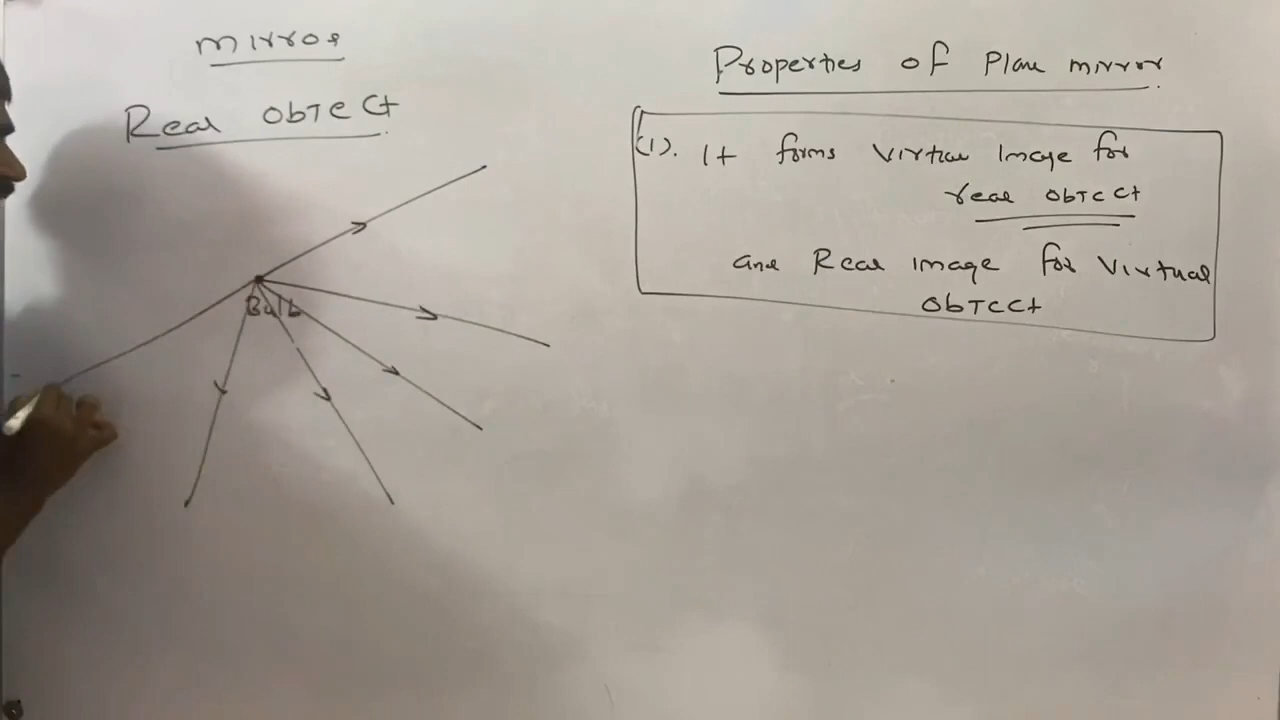 mirror
Real object
Bulb
Properties of Plane mirror
(1). It forms virtual Image for
real object
and Real image for Virtual
object